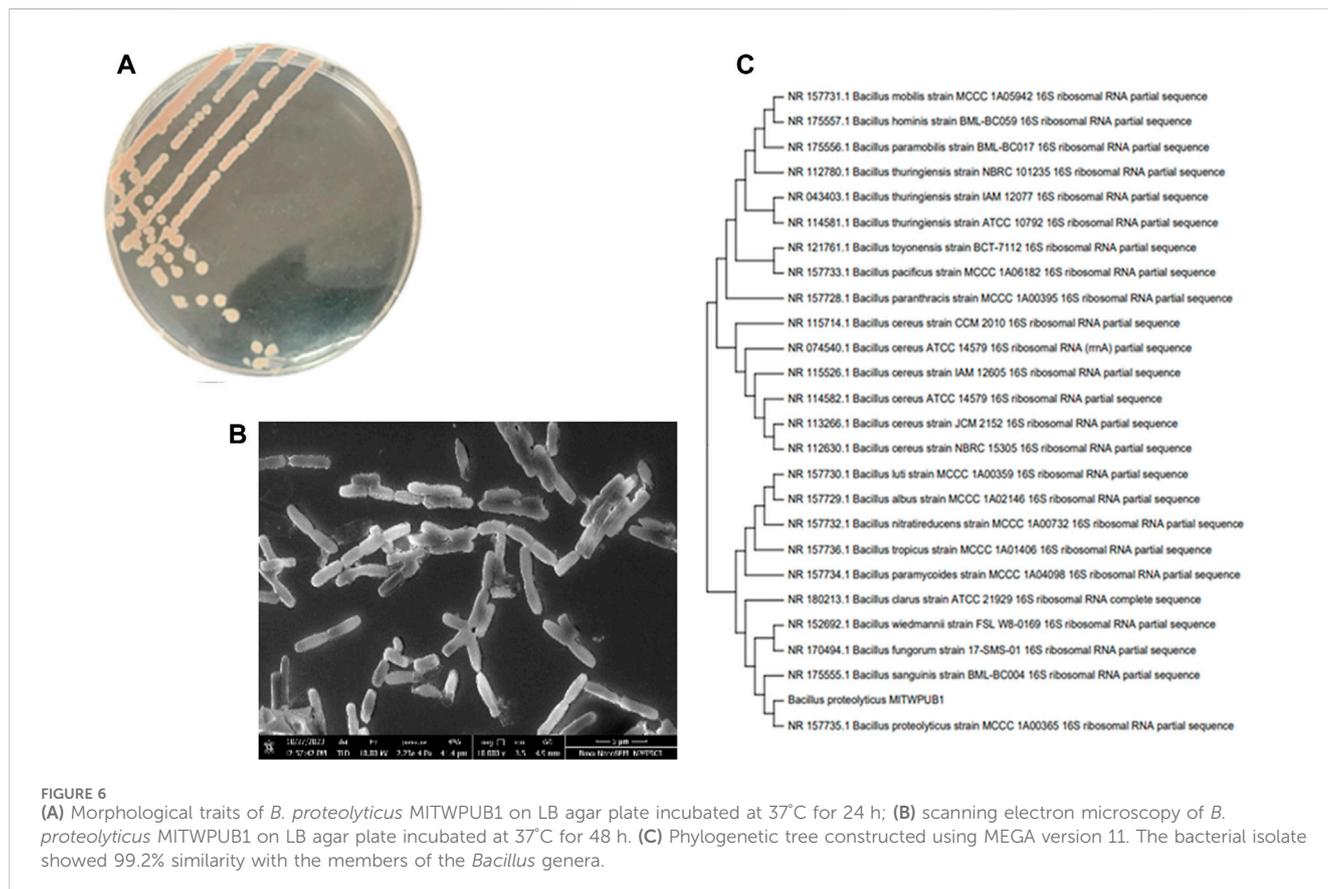 A
C
NR 157731.1 Bacillus mobilis strain MCCC 1A05942 16S ribosomal RNA partial sequence
NR 175557.1 Bacillus hominis strain BML-BC059 16S ribosomal RNA partial sequence
NR 175556.1 Bacillus paramobilis strain BML-BC017 16S ribosomal RNA partial sequence
NR 112780.1 Bacillus thuringiensis strain NBRC 101235 16S ribosomal RNA partial sequence
NR 043403.1 Bacillus thuringiensis strain IAM 12077 16S ribosomal RNA partial sequence
NR 114581.1 Bacillus thuringiensis strain ATCC 10792 16S ribosomal RNA partial sequence
NR 121761.1 Bacillus toyonensis strain BCT-7112 16S ribosomal RNA partial sequence
NR 157733.1 Bacillus pacificus strain MCCC 1A06182 16S ribosomal RNA partial sequence
NR 157728.1 Bacillus paranthracis strain MCCC 1A00395 16S ribosomal RNA partial sequence
NR 115714.1 Bacillus cereus strain CCM 2010 16S ribosomal RNA partial sequence
NR 074540.1 Bacillus cereus ATCC 14579 16S ribosomal RNA (rrnA) partial sequence
NR 115526.1 Bacillus cereus strain IAM 12605 16S ribosomal RNA partial sequence
NR 114582.1 Bacillus cereus ATCC 14579 16S ribosomal RNA partial sequence
NR 113266.1 Bacillus cereus strain JCM 2152 16S ribosomal RNA partial sequence
NR 112630.1 Bacillus cereus strain NBRC 15305 16S ribosomal RNA partial sequence
NR 157730.1 Bacillus luti strain MCCC 1A00359 16S ribosomal RNA partial sequence
NR 157729.1 Bacillus albus strain MCCC 1A02146 16S ribosomal RNA partial sequence
NR 157732.1 Bacillus nitratireducens strain MCCC 1A00732 16S ribosomal RNA partial sequence
NR 157736.1 Bacillus tropicus strain MCCC 1A01406 16S ribosomal RNA partial sequence
NR 157734.1 Bacillus paramycoides strain MCCC 1A04098 16S ribosomal RNA partial sequence
NR 180213.1 Bacillus clarus strain ATCC 21929 16S ribosomal RNA complete sequence
NR 152692.1 Bacillus wiedmannii strain FSL W8-0169 16S ribosomal RNA partial sequence
NR 170494.1 Bacillus fungorum strain 17-SMS-01 16S ribosomal RNA partial sequence
NR 175555.1 Bacillus sanguinis strain BML-BC004 16S ribosomal RNA partial sequence
Bacillus proteolyticus MITWPUB1
NR 157735.1 Bacillus proteolyticus strain MCCC 1A00365 16S ribosomal RNA partial sequence
B
TLD 10.00 kV 41.4 µm
10 000 x 3.5 4.9 mm
5 µm
FIGURE 6
(A) Morphological traits of B. proteolyticus MITWPUB1 on LB agar plate incubated at 37°C for 24 h; (B) scanning electron microscopy of B.
proteolyticus MITWPUB1 on LB agar plate incubated at 37°C for 48 h. (C) Phylogenetic tree constructed using MEGA version 11. The bacterial isolate
showed 99.2% similarity with the members of the Bacillus genera.